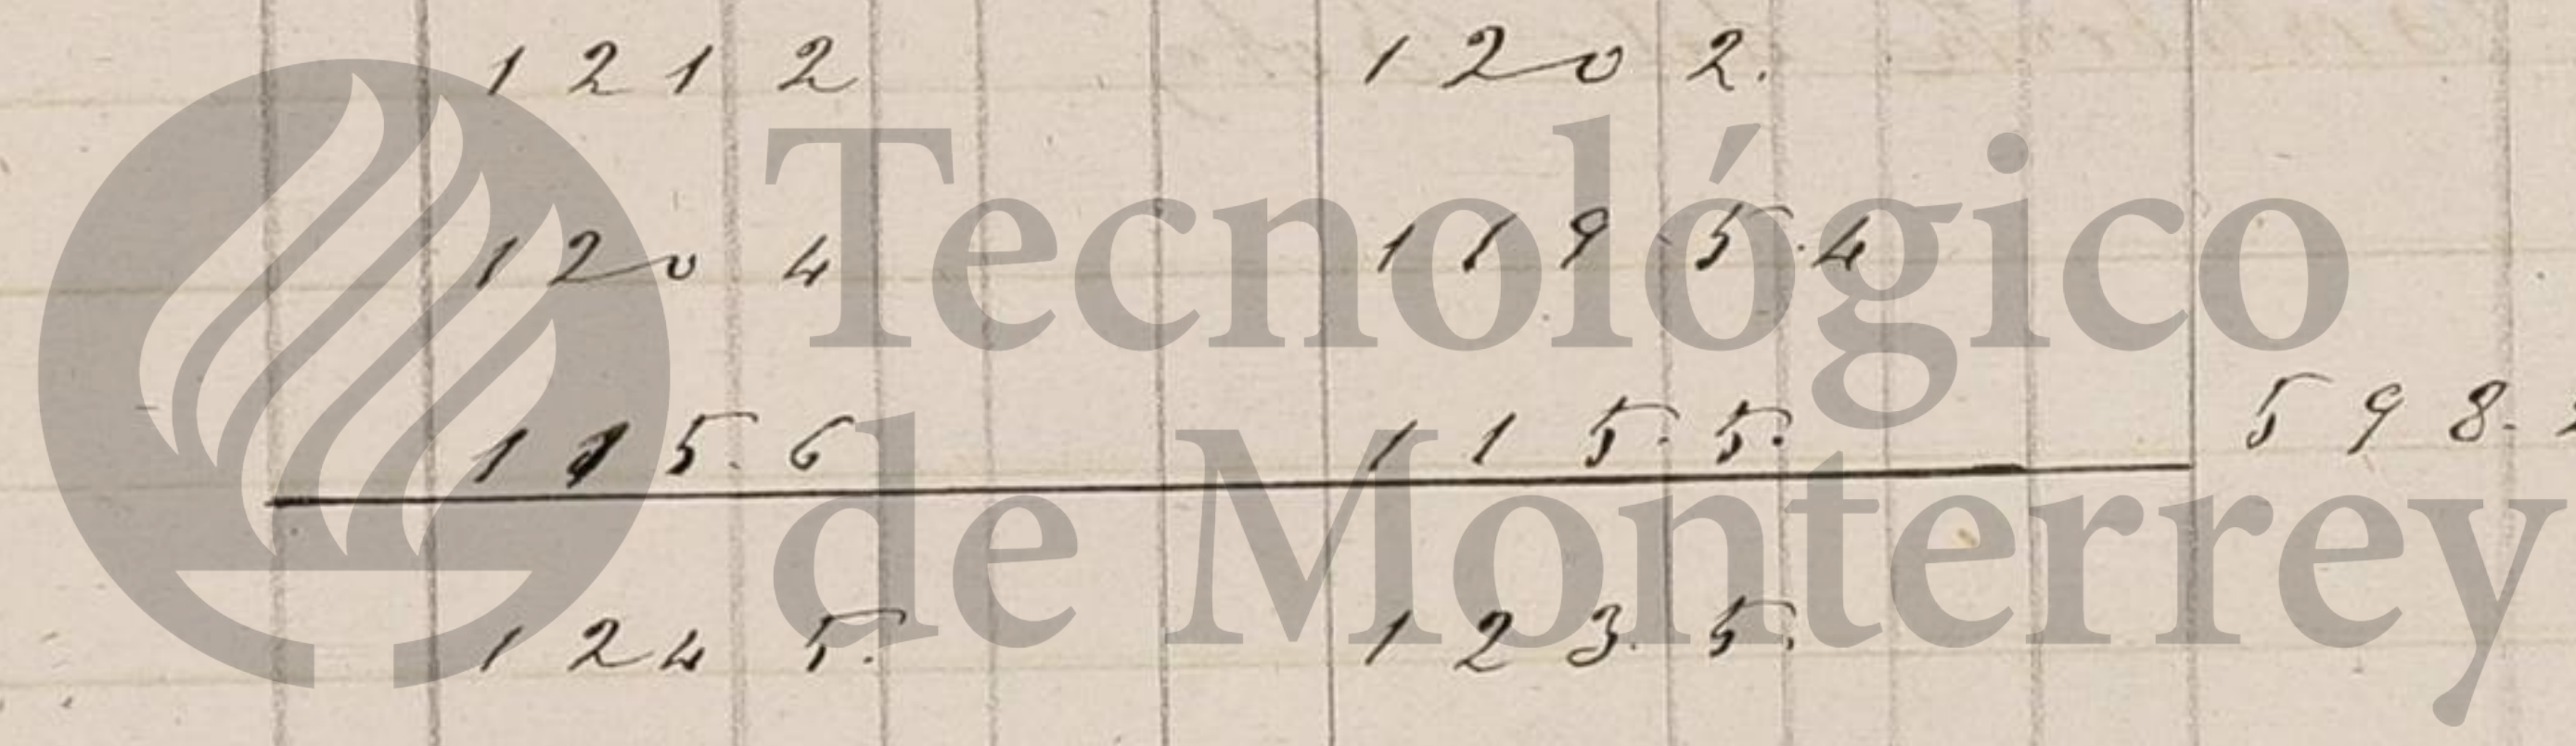 1 2 1 2 1 2 0 2.
Tecnológico
1 2 0 4 1 1 9 5.4
1 1 5. 6 1 1 5. 5. 5 9 8.
de Monterrey
1 2 4 5. 1 2 3. 5.